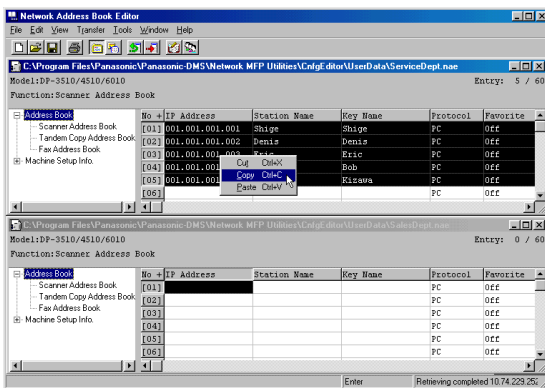 Network Address Book Editor
File Edit View Transfer Tools Window Help
C:\Program Files\Panasonic\Panasonic-DMS\Network MFP Utilities\CnfgEditor\UserData\ServiceDept.nae
Model:DP-3510/4510/6010 Entry: 5 / 60
Function:Scanner Address Book
Address Book No + IP Address Station Name Key Name Protocol Favorite
Scanner Address Book [01] 001.001.001.001 Shige Shige PC Off
Tandem Copy Address Book [02] 001.001.001.002 Denis Denis PC Off
Fax Address Book [03] 001.001.001.003 Eric Eric PC Off
Machine Setup Info. [04] 001.001.001 Bob PC Off
[05] 001.001.001 Kizawa PC Off
[06] PC Off
Cut Ctrl+X
Copy Ctrl+C
Paste Ctrl+V
C:\Program Files\Panasonic\Panasonic-DMS\Network MFP Utilities\CnfgEditor\UserData\SalesDept.nae
Model:DP-3510/4510/6010 Entry: 0 / 60
Function:Scanner Address Book
Address Book No + IP Address Station Name Key Name Protocol Favorite
Scanner Address Book [01] PC Off
Tandem Copy Address Book [02] PC Off
Fax Address Book [03] PC Off
Machine Setup Info. [04] PC Off
[05] PC Off
[06] PC Off
Enter Retrieving completed 10.74.229.252